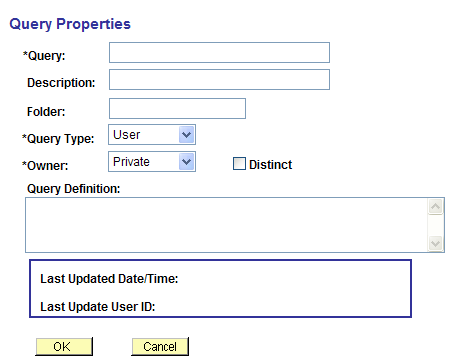 Query Properties
*Query:
Description:
Folder:
*Query Type: User
*Owner: Private Distinct
Query Definition:
Last Updated Date/Time:
Last Update User ID:
OK Cancel